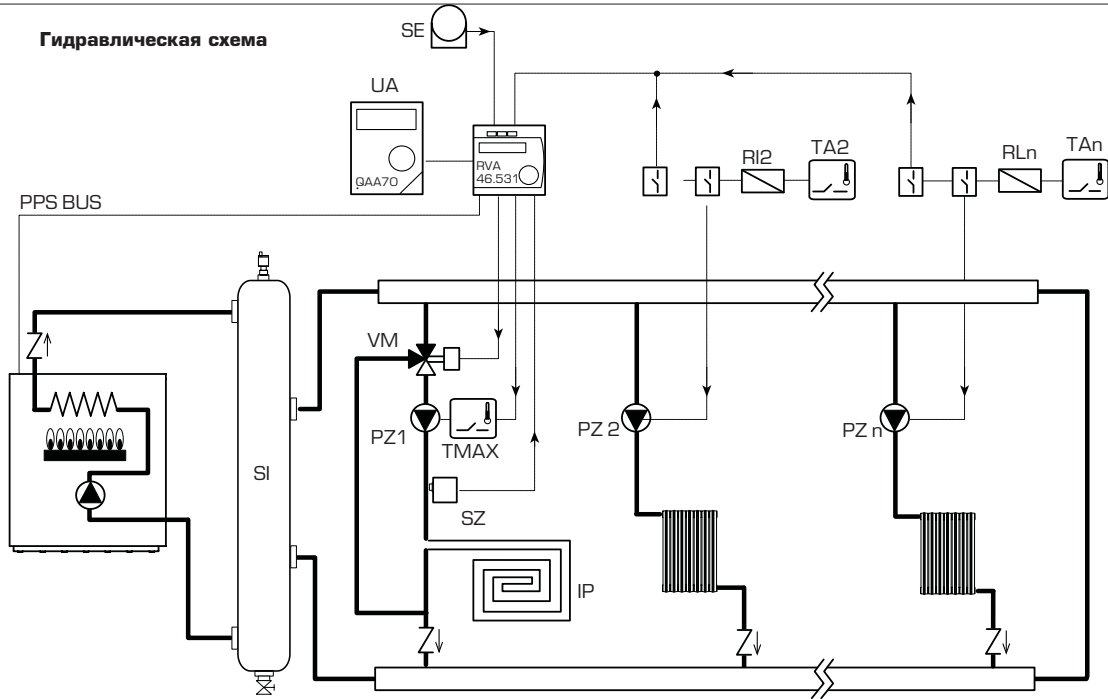 Гидравлическая схема
SE
UA
QAA70
RVA
46.531
RI2
TA2
RLn
TAn
PPS BUS
VM
PZ1
TMAX
PZ 2
PZ n
SI
SZ
IP